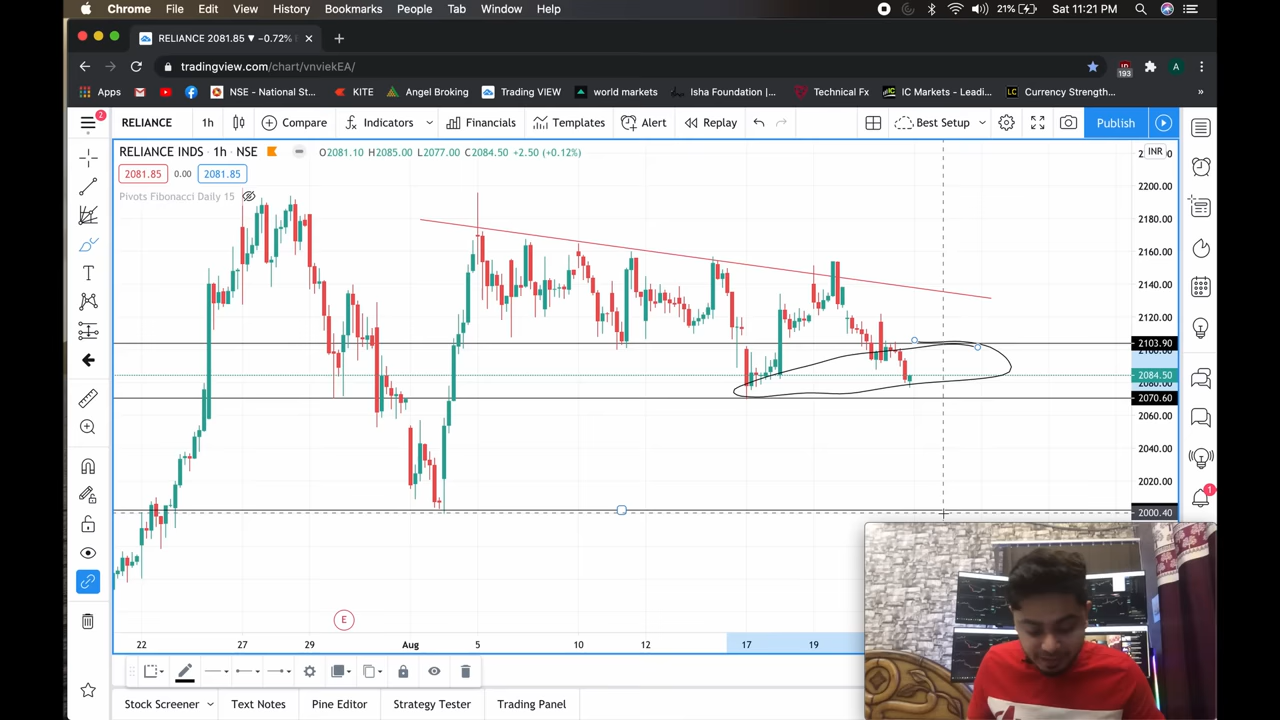 Chrome File Edit View History Bookmarks People Tab Window Help 21% Sat 11:21 PM
RELIANCE 2081.85 ▼ −0.72%
tradingview.com/chart/vnviekEA/
193
A
Apps NSE - National St... KITE Angel Broking Trading VIEW world markets Isha Foundation |... Technical Fx IC Markets - Leadi... Currency Strength... »
2 RELIANCE 1h Compare Indicators Financials Templates Alert Replay Best Setup Publish
RELIANCE INDS · 1h · NSE O2081.10 H2085.00 L2077.00 C2084.50 +2.50 (+0.12%) INR
2081.85 0.00 2081.85
Pivots Fibonacci Daily 15
2200.00
2180.00
2160.00
2140.00
2120.00
2103.90
2084.50
2070.60
2060.00
2040.00
2020.00
2000.40
1
E
22 27 29 Aug 5 10 12 17 19
Stock Screener Text Notes Pine Editor Strategy Tester Trading Panel